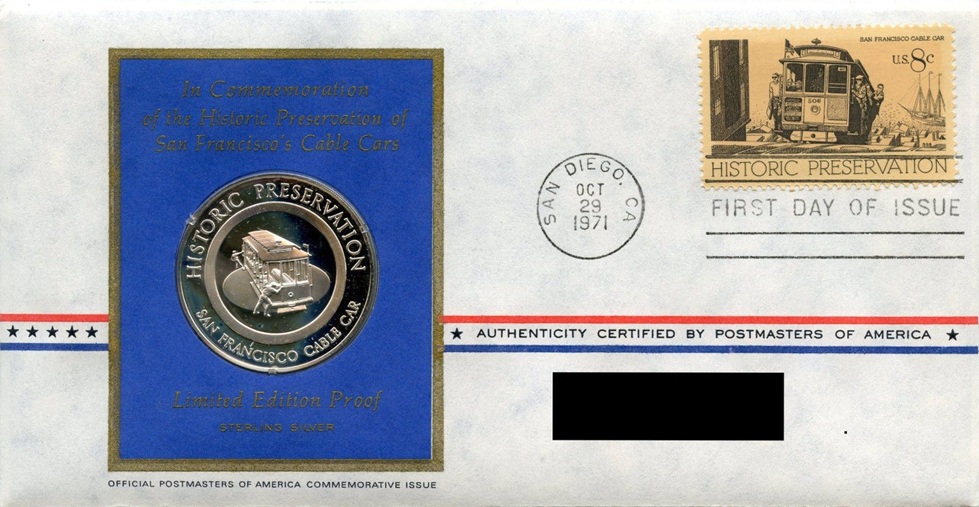 In Commemoration
of the Historic Preservation of
San Francisco's Cable Cars
HISTORIC PRESERVATION
SAN FRANCISCO CABLE CAR
Limited Edition Proof
STERLING SILVER
OFFICIAL POSTMASTERS OF AMERICA COMMEMORATIVE ISSUE
SAN DIEGO, CA
OCT
29
1971
SAN FRANCISCO CABLE CAR
U.S. 8c
506
HISTORIC PRESERVATION
FIRST DAY OF ISSUE
★ AUTHENTICITY CERTIFIED BY POSTMASTERS OF AMERICA ★